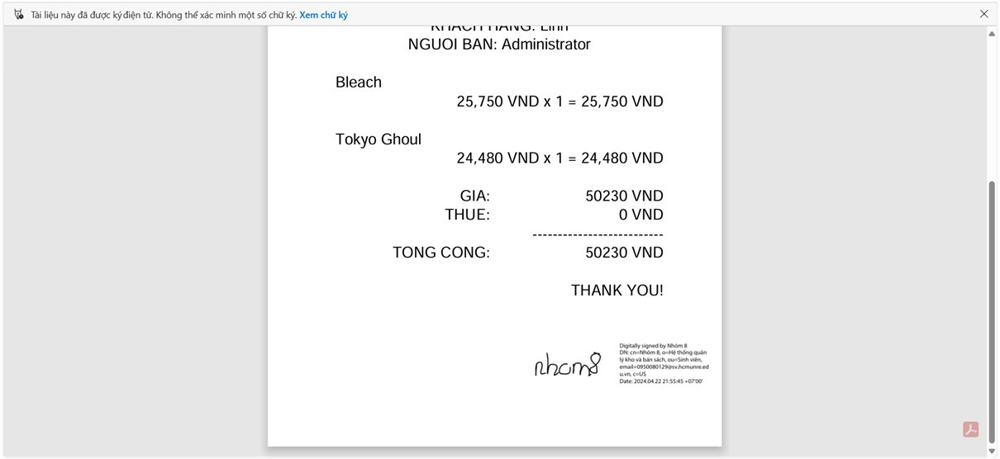 Tài liệu này đã được ký điện tử. Không thể xác minh một số chữ ký. Xem chữ ký
KHACH HANG: Linh
NGUOI BAN: Administrator
Bleach
25,750 VND x 1 = 25,750 VND
Tokyo Ghoul
24,480 VND x 1 = 24,480 VND
GIA: 50230 VND
THUE: 0 VND
---------------------------
TONG CONG: 50230 VND
THANK YOU!
nhom8
Digitally signed by Nhóm 8
DN: cn=Nhóm 8, o=Hệ thống quản
lý kho và bán sách, ou=Sinh viên,
email=0950080129@sv.hcmunre.ed
u.vn, c=US
Date: 2024.04.22 21:55:45 +07'00'